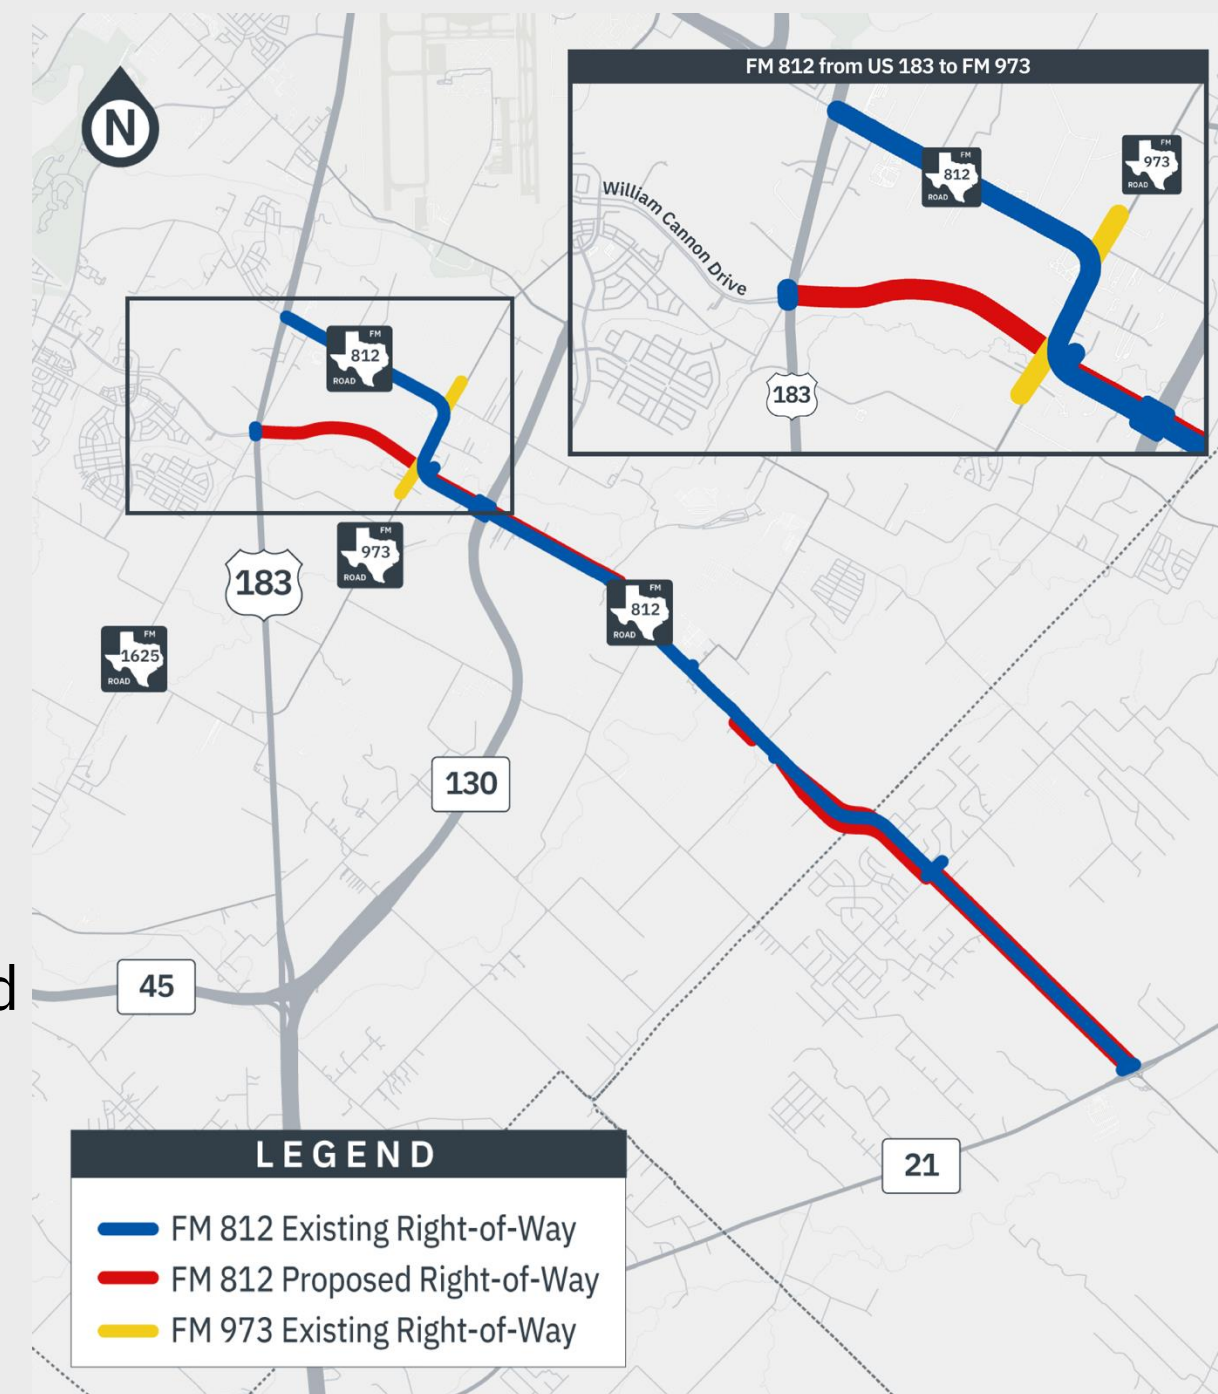 N
FM 812 from US 183 to FM 973
FM
812
ROAD
FM
973
ROAD
William Cannon Drive
183
FM
812
ROAD
FM
973
ROAD
183
FM
812
ROAD
FM
1625
ROAD
130
45
d
21
LEGEND
FM 812 Existing Right-of-Way
FM 812 Proposed Right-of-Way
FM 973 Existing Right-of-Way